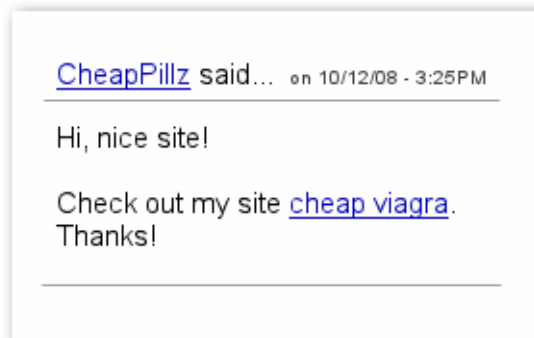 CheapPillz said... on 10/12/08 - 3:25PM
Hi, nice site!
Check out my site cheap viagra.
Thanks!